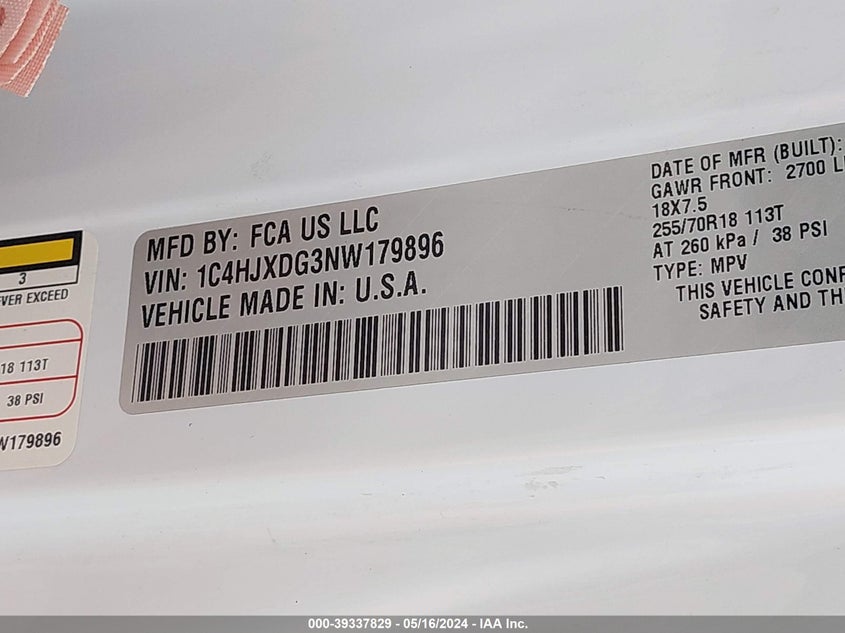 MFD BY: FCA US LLC
VIN: 1C4HJXDG3NW179896
VEHICLE MADE IN: U.S.A.
DATE OF MFR (BUILT):
GAWR FRONT: 2700 L
18X7.5
255/70R18 113T
AT 260 kPa / 38 PSI
TYPE: MPV
THIS VEHICLE CONF
SAFETY AND TH
3
EVER EXCEED
18 113T
38 PSI
W179896
000-39337829 - 05/16/2024 - IAA Inc.